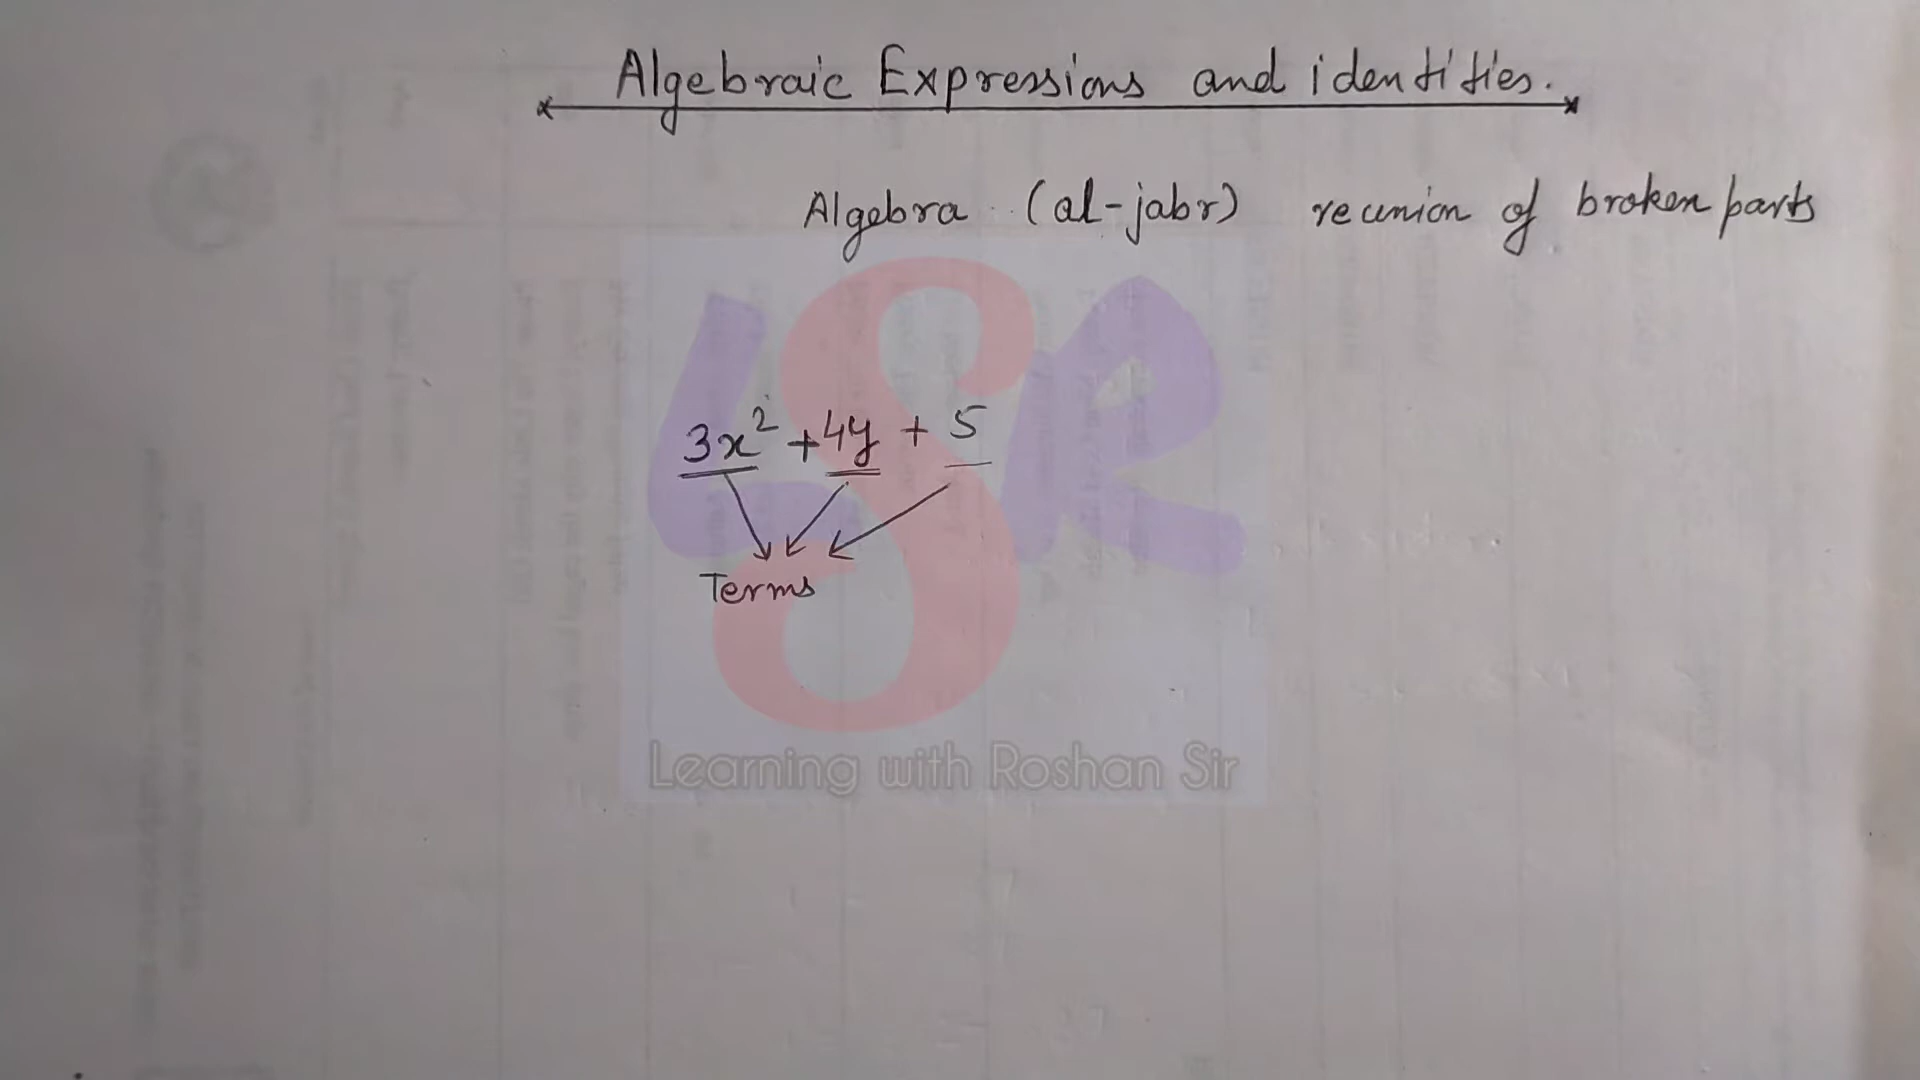 Algebraic Expressions and identities.
Algebra (al-jabr) reunion of broken parts
3x² + 4y + 5
Terms
LSR
Learning with Roshan Sir